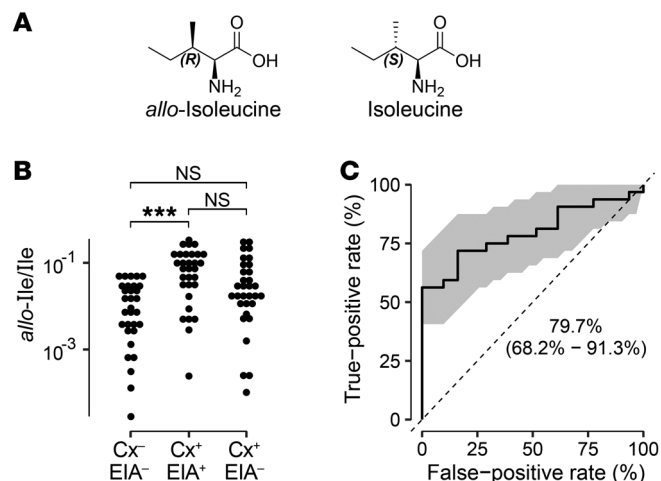 A
(R)
O
OH
NH₂
allo-Isoleucine
(S)
O
OH
NH₂
Isoleucine
B
NS
NS
***
allo-Ile/Ile
10⁻¹
10⁻³
Cx⁻
EIA⁻
Cx⁺
EIA⁺
Cx⁺
EIA⁻
C
True−positive rate (%)
100
75
50
25
0
79.7%
(68.2% − 91.3%)
0
25
50
75
100
False−positive rate (%)